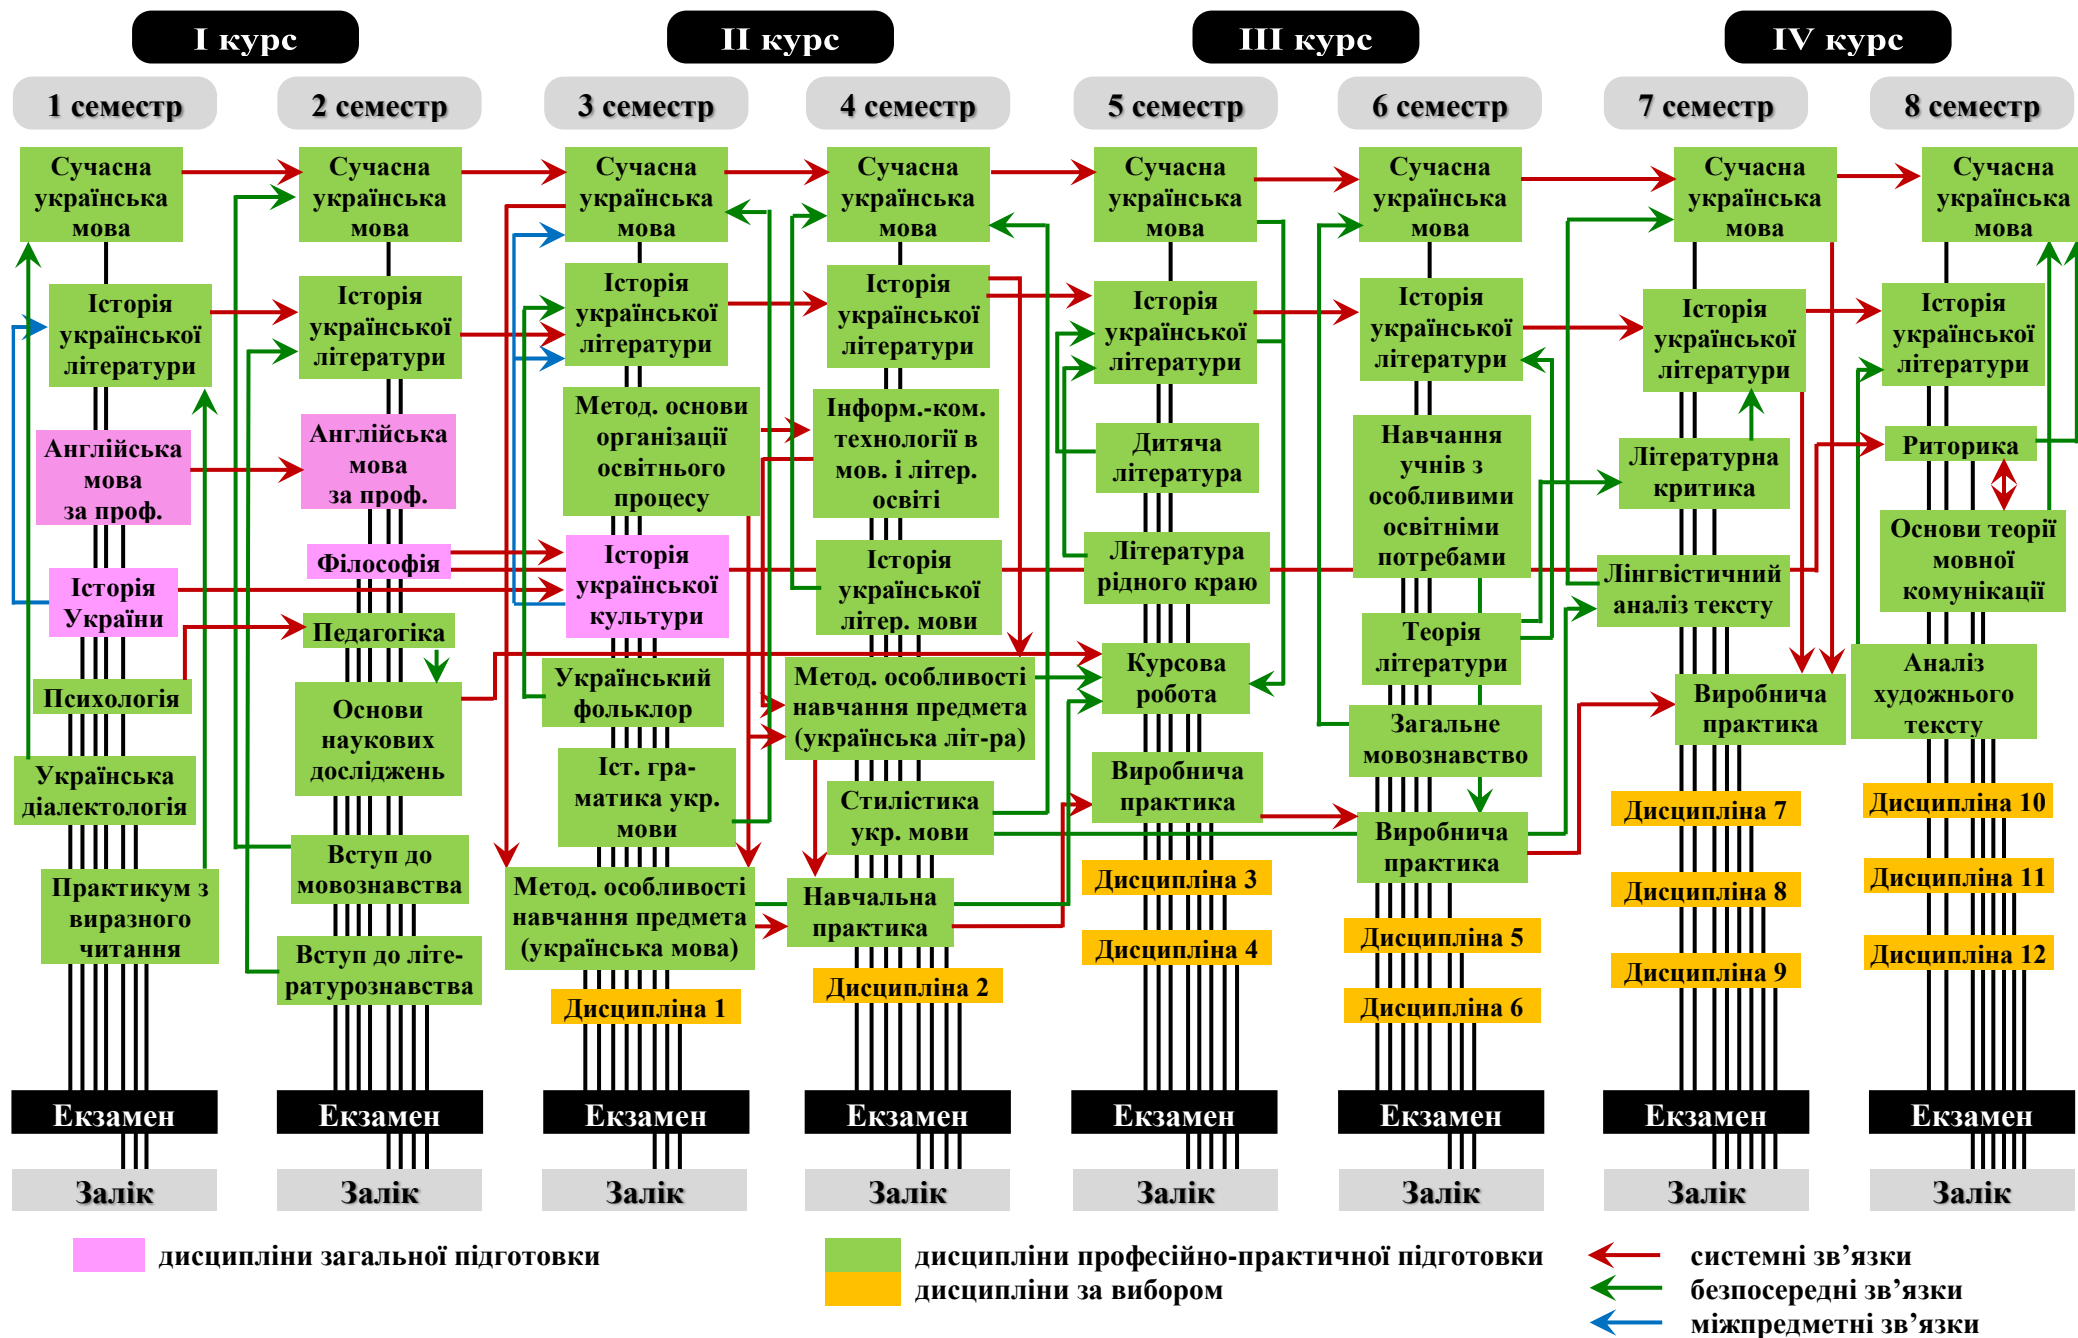 І курс
ІІ курс
ІІІ курс
IV курс
1 семестр
2 семестр
3 семестр
4 семестр
5 семестр
6 семестр
7 семестр
8 семестр
Сучасна
українська
мова
Історія
української
літератури
Англійська
мова
за проф.
Історія
України
Психологія
Українська
діалектологія
Практикум з
виразного
читання
Екзамен
Залік
Сучасна
українська
мова
Історія
української
літератури
Англійська
мова
за проф.
Філософія
Педагогіка
Основи
наукових
досліджень
Вступ до
мовознавства
Вступ до літе-
ратурознавства
Екзамен
Залік
Сучасна
українська
мова
Історія
української
літератури
Метод. основи
організації
освітнього
процесу
Історія
української
культури
Український
фольклор
Іст. гра-
матика укр.
мови
Метод. особливості
навчання предмета
(українська мова)
Дисципліна 1
Екзамен
Залік
Сучасна
українська
мова
Історія
української
літератури
Інформ.-ком.
технології в
мов. і літер.
освіті
Історія
української
літер. мови
Метод. особливості
навчання предмета
(українська літ-ра)
Стилістика
укр. мови
Навчальна
практика
Дисципліна 2
Екзамен
Залік
Сучасна
українська
мова
Історія
української
літератури
Дитяча
література
Література
рідного краю
Курсова
робота
Виробнича
практика
Дисципліна 3
Дисципліна 4
Екзамен
Залік
Сучасна
українська
мова
Історія
української
літератури
Навчання
учнів з
особливими
освітніми
потребами
Теорія
літератури
Загальне
мовознавство
Виробнича
практика
Дисципліна 5
Дисципліна 6
Екзамен
Залік
Сучасна
українська
мова
Історія
української
літератури
Літературна
критика
Лінгвістичний
аналіз тексту
Виробнича
практика
Дисципліна 7
Дисципліна 8
Дисципліна 9
Екзамен
Залік
Сучасна
українська
мова
Історія
української
літератури
Риторика
Основи теорії
мовної
комунікації
Аналіз
художнього
тексту
Дисципліна 10
Дисципліна 11
Дисципліна 12
Екзамен
Залік
дисципліни загальної підготовки
дисципліни професійно-практичної підготовки
дисципліни за вибором
системні зв’язки
безпосередні зв’язки
міжпредметні зв’язки